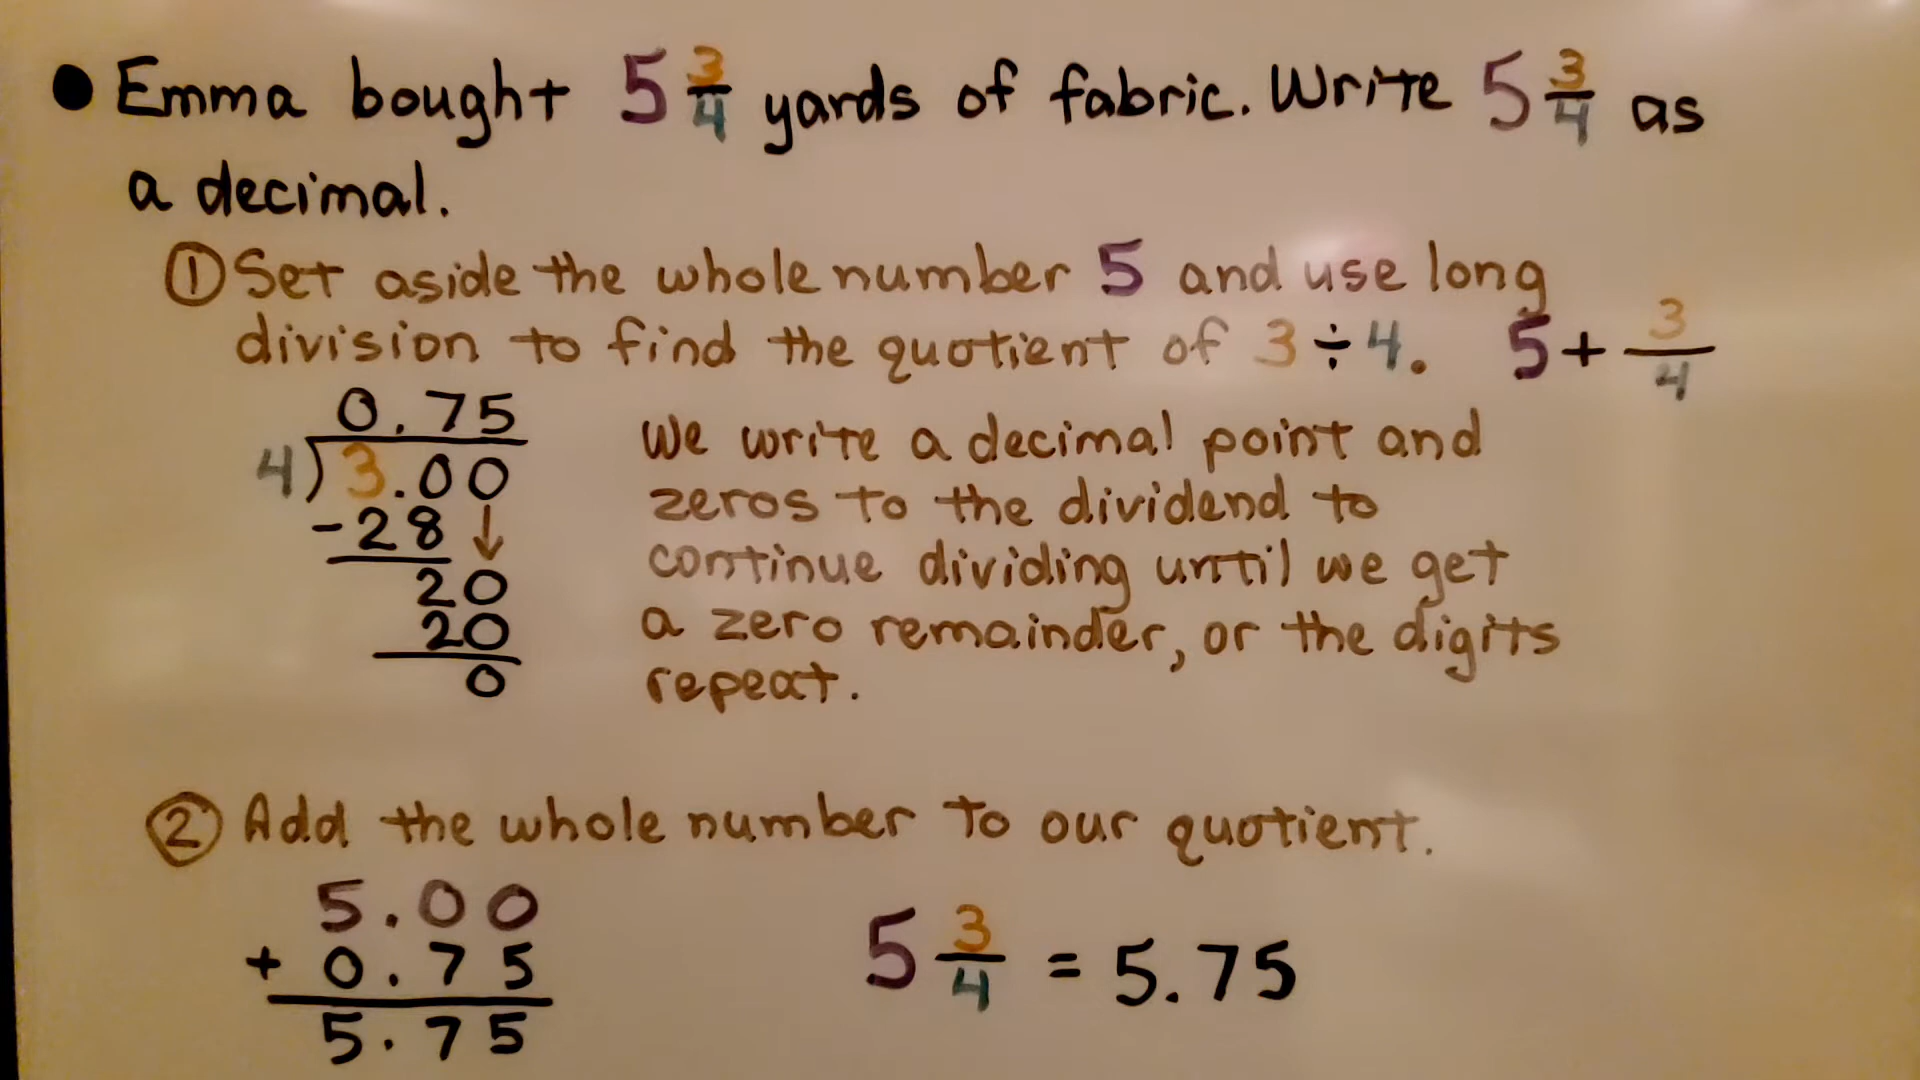 ● Emma bought 5 3/4 yards of fabric. Write 5 3/4 as
a decimal.
① Set aside the whole number 5 and use long
division to find the quotient of 3 ÷ 4. 5 + 3/4
0.75
4)3.00
-28↓
20
20
0
We write a decimal point and
zeros to the dividend to
continue dividing until we get
a zero remainder, or the digits
repeat.
② Add the whole number to our quotient.
5.00
+ 0.75
5.75
5 3/4 = 5.75